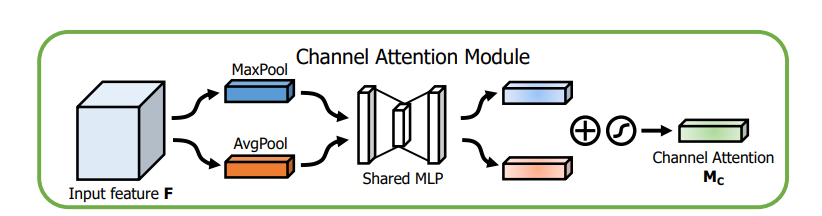 Channel Attention Module
MaxPool
AvgPool
Input feature F
Shared MLP
Channel Attention
Mc